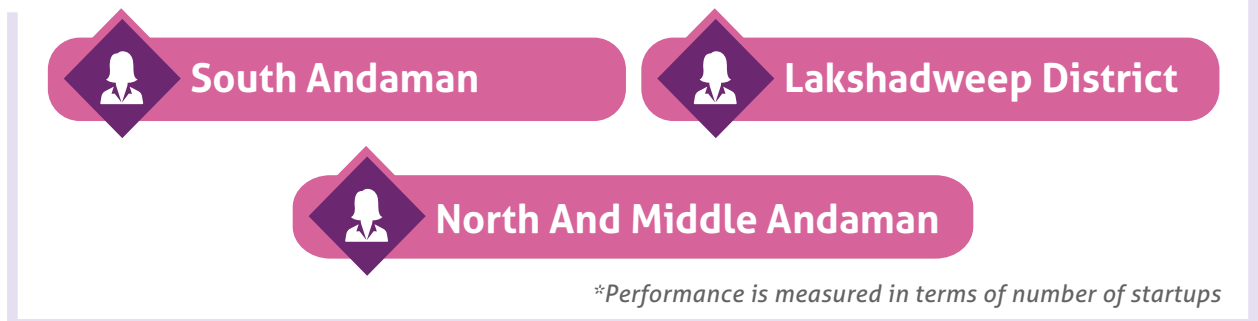 South Andaman
Lakshadweep District
North And Middle Andaman
*Performance is measured in terms of number of startups